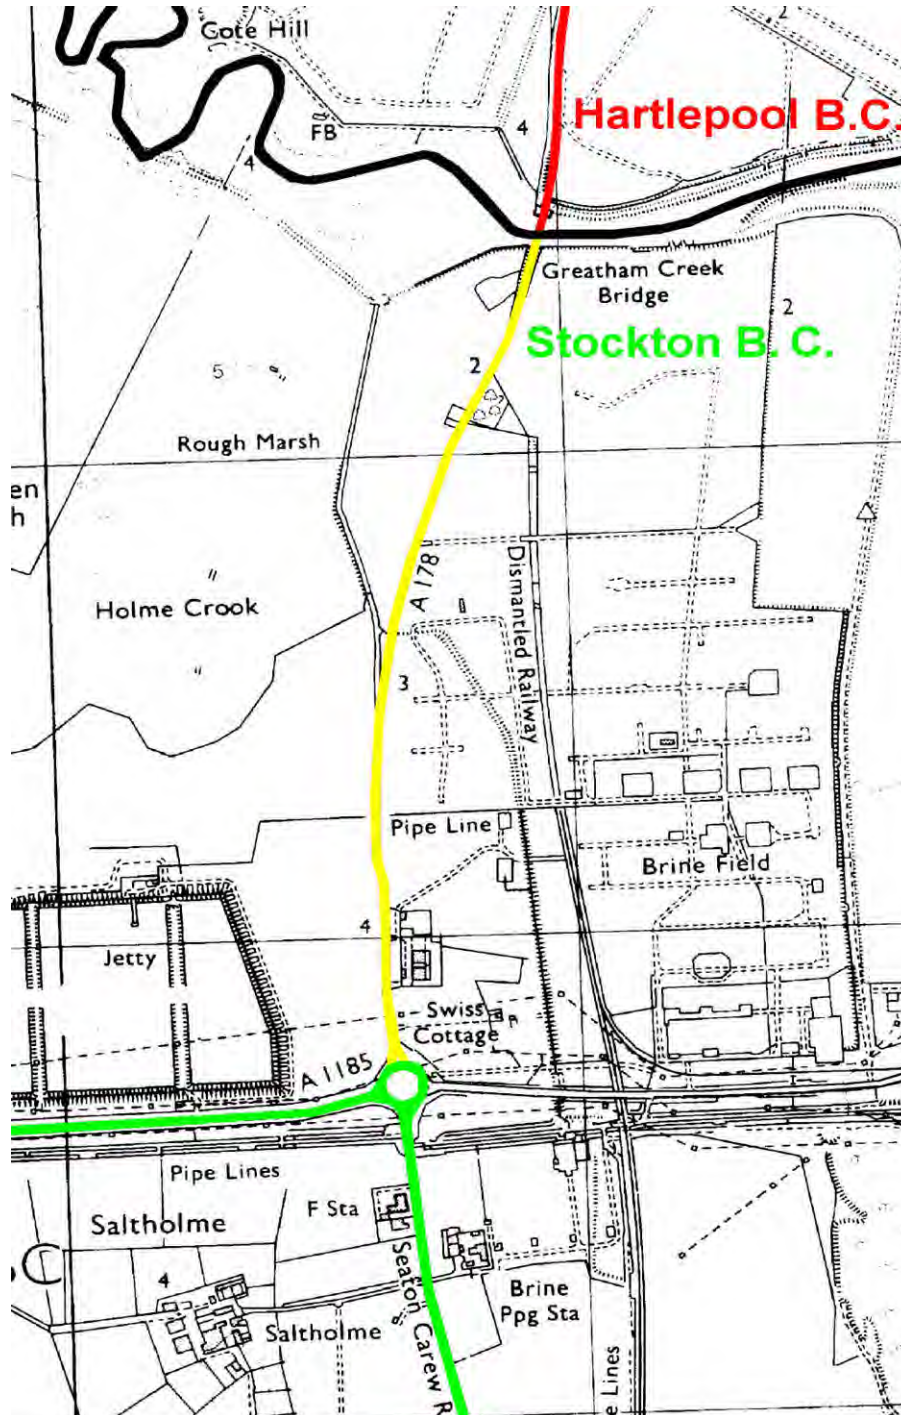 Cote Hill
2
Hartlepool B.C.
FB
4
4
Greatham Creek
Bridge
2
Stockton B. C.
2
5
Rough Marsh
en
h
A 178
Dismantled Railway
Holme Crook
3
Pipe Line
Brine Field
4
Jetty
Swiss
Cottage
A 1185
Pipe Lines
F Sta
Saltholme
Seaton Carew R
4
Brine
Ppg Sta
Saltholme
e Lines